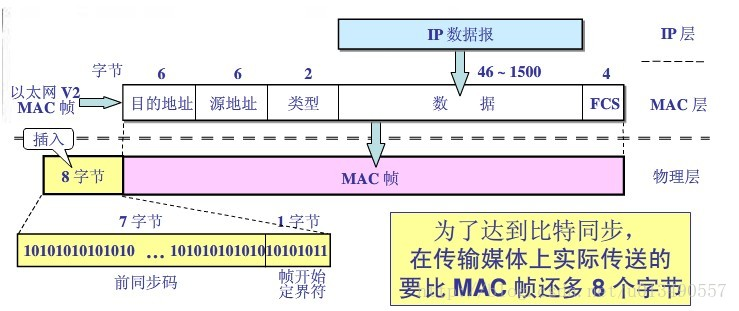 IP 数据报
IP 层
字节
6
6
2
46 ~ 1500
4
以太网 V2
MAC 帧
目的地址
源地址
类型
数 据
FCS
MAC 层
插入
8 字节
MAC 帧
物理层
7 字节
1 字节
10101010101010 … 10101010101010101011
前同步码
帧开始
定界符
为了达到比特同步，
在传输媒体上实际传送的
要比 MAC 帧还多 8 个字节